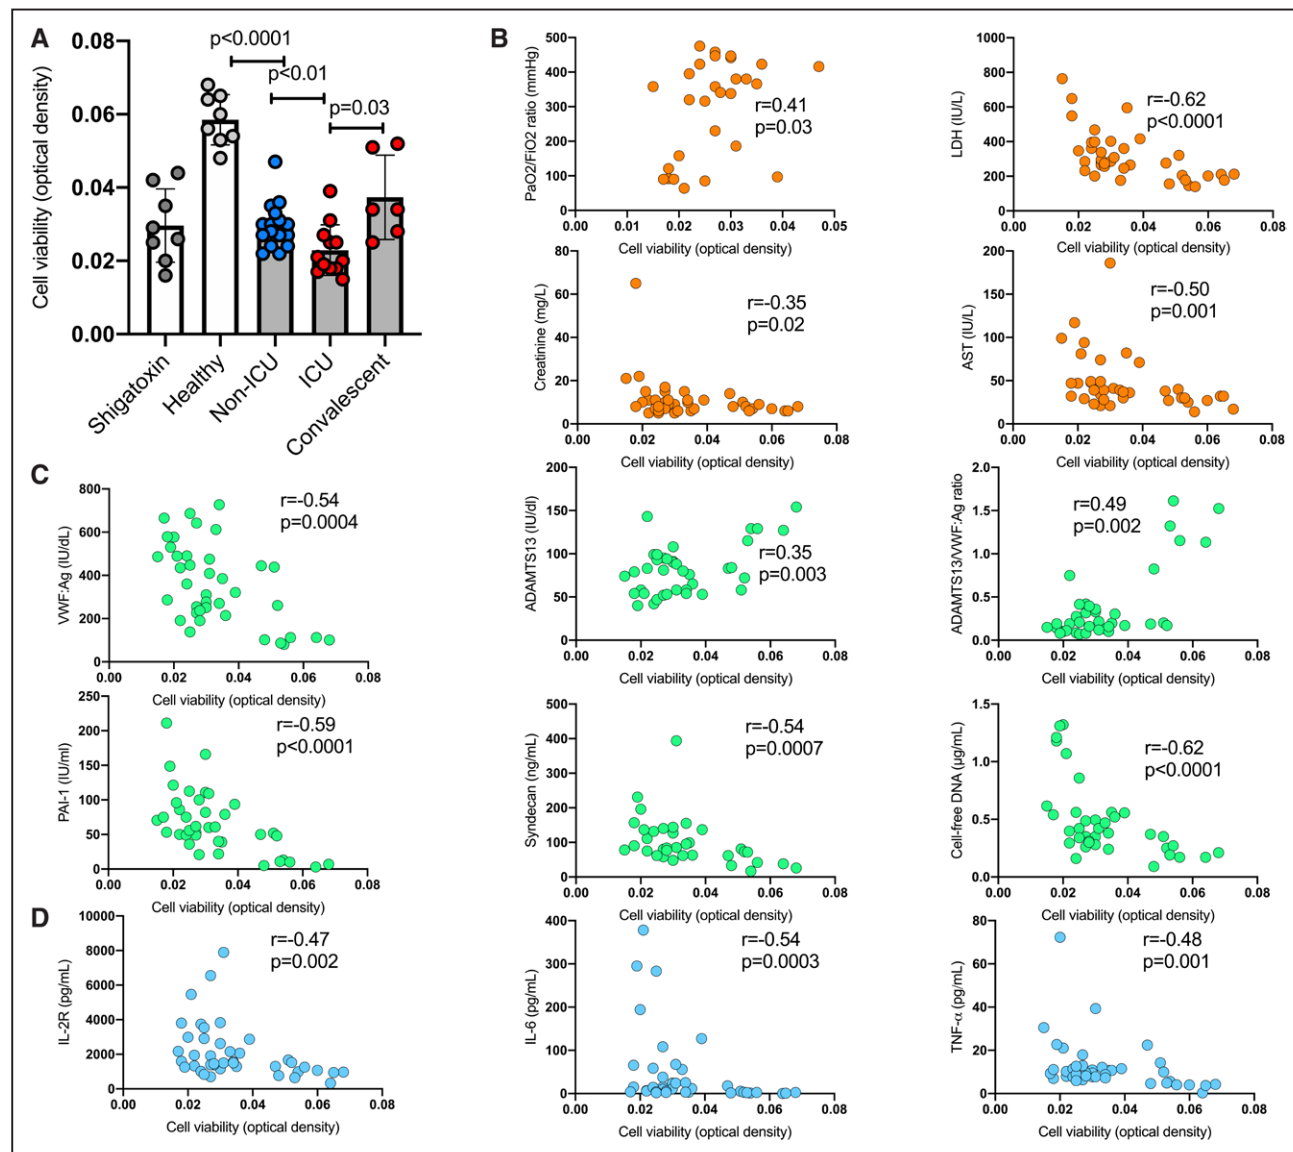 A
0.08
0.06
0.04
0.02
0.00
Cell viability (optical density)
p<0.0001
p<0.01
p=0.03
Shigatoxin
Healthy
Non-ICU
ICU
Convalescent
B
500
400
300
200
100
0
PaO2/FiO2 ratio (mmHg)
r=0.41
p=0.03
0.00 0.01 0.02 0.03 0.04 0.05
Cell viability (optical density)
1000
800
600
400
200
0
LDH (IU/L)
r=-0.62
p<0.0001
0.00 0.02 0.04 0.06 0.08
Cell viability (optical density)
80
60
40
20
0
Creatinine (mg/L)
r=-0.35
p=0.02
0.00 0.02 0.04 0.06 0.08
Cell viability (optical density)
200
150
100
50
0
AST (IU/L)
r=-0.50
p=0.001
0.00 0.02 0.04 0.06 0.08
Cell viability (optical density)
C
800
600
400
200
0
VWF:Ag (IU/dL)
r=-0.54
p=0.0004
0.00 0.02 0.04 0.06 0.08
Cell viability (optical density)
200
150
100
50
0
ADAMTS13 (IU/dl)
r=0.35
p=0.003
0.00 0.02 0.04 0.06 0.08
Cell viability (optical density)
2.0
1.5
1.0
0.5
0.0
ADAMTS13/VWF:Ag ratio
r=0.49
p=0.002
0.00 0.02 0.04 0.06 0.08
Cell viability (optical density)
250
200
150
100
50
0
PAI-1 (IU/ml)
r=-0.59
p<0.0001
0.00 0.02 0.04 0.06 0.08
Cell viability (optical density)
500
400
300
200
100
0
Syndecan (ng/mL)
r=-0.54
p=0.0007
0.00 0.02 0.04 0.06 0.08
Cell viability (optical density)
1.5
1.0
0.5
0.0
Cell-free DNA (µg/mL)
r=-0.62
p<0.0001
0.00 0.02 0.04 0.06 0.08
Cell viability (optical density)
D
10000
8000
6000
4000
2000
0
IL-2R (pg/mL)
r=-0.47
p=0.002
0.00 0.02 0.04 0.06 0.08
Cell viability (optical density)
400
300
200
100
0
IL-6 (pg/mL)
r=-0.54
p=0.0003
0.00 0.02 0.04 0.06 0.08
Cell viability (optical density)
80
60
40
20
0
TNF-α (pg/mL)
r=-0.48
p=0.001
0.00 0.02 0.04 0.06 0.08
Cell viability (optical density)